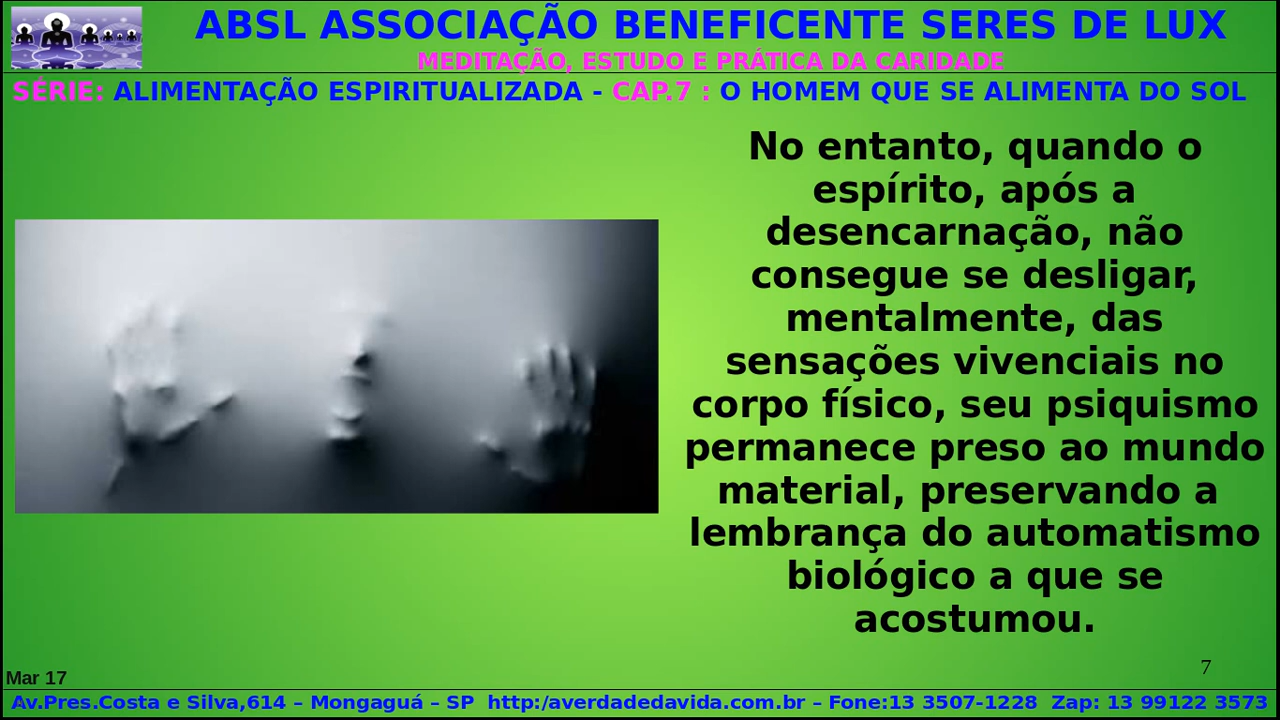 ABSL ASSOCIAÇÃO BENEFICENTE SERES DE LUX
MEDITAÇÃO, ESTUDO E PRÁTICA DA CARIDADE
SÉRIE: ALIMENTAÇÃO ESPIRITUALIZADA - CAP.7 : O HOMEM QUE SE ALIMENTA DO SOL
No entanto, quando o
espírito, após a
desencarnação, não
consegue se desligar,
mentalmente, das
sensações vivenciais no
corpo físico, seu psiquismo
permanece preso ao mundo
material, preservando a
lembrança do automatismo
biológico a que se
acostumou.
7
Mar 17
Av.Pres.Costa e Silva,614 – Mongaguá – SP http:/averdadedavida.com.br – Fone:13 3507-1228 Zap: 13 99122 3573